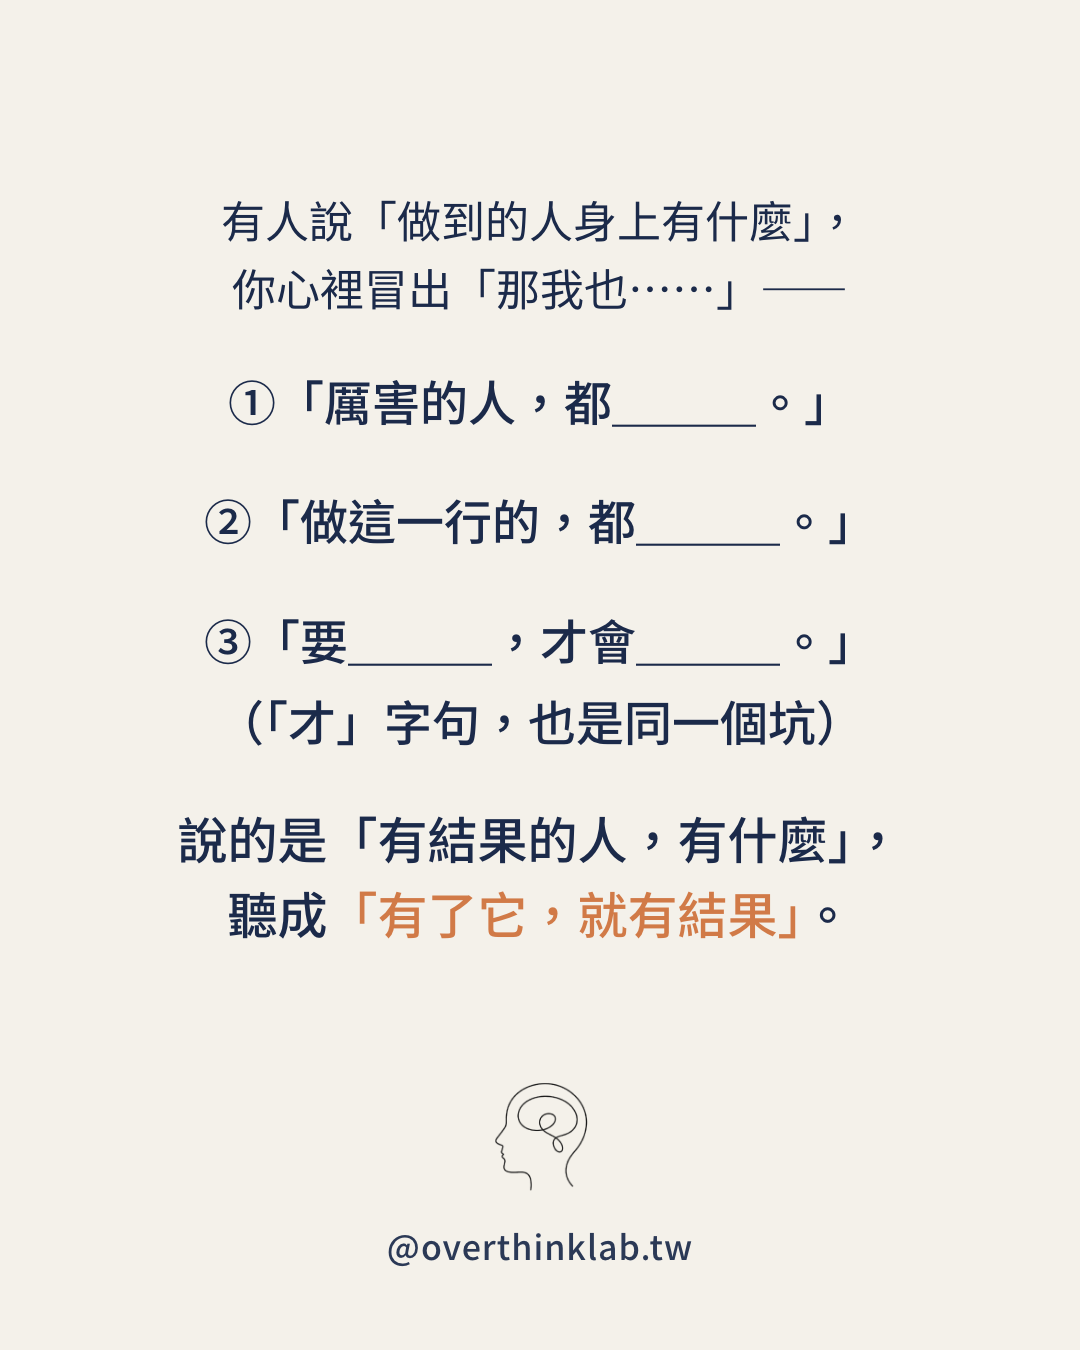 有人說「做到的人身上有什麼」，
你心裡冒出「那我也⋯⋯」——
①「厲害的人，都______。」
②「做這一行的，都______。」
③「要______，才會______。」
（「才」字句，也是同一個坑）
說的是「有結果的人，有什麼」，
聽成「有了它，就有結果」。
@overthinklab.tw